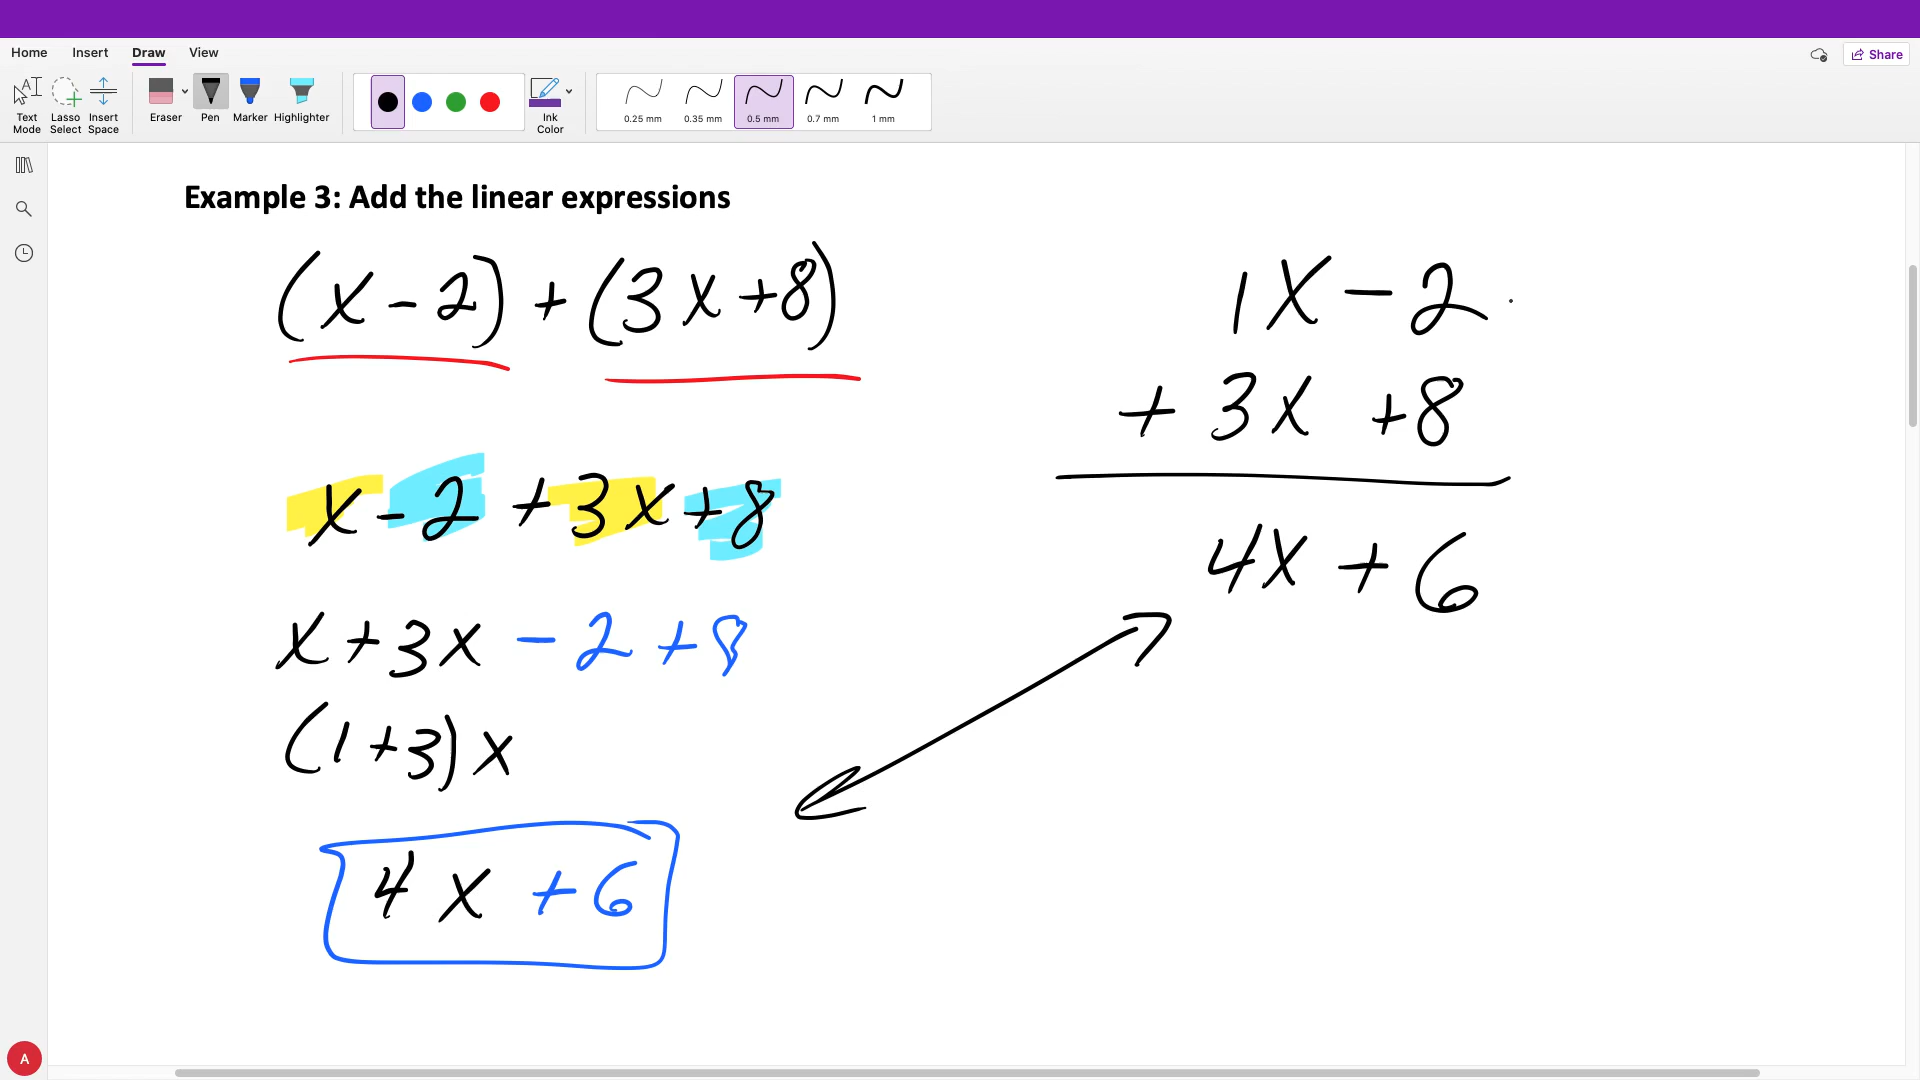 Home Insert Draw View
Share
Text Mode
Lasso Select
Insert Space
Eraser
Pen
Marker
Highlighter
Ink Color
0.25 mm
0.35 mm
0.5 mm
0.7 mm
1 mm
Example 3: Add the linear expressions
(x - 2) + (3x + 8)
x - 2 + 3x + 8
x + 3x - 2 + 8
(1 + 3) x
4x + 6
1x - 2
+ 3x + 8
4x + 6
A